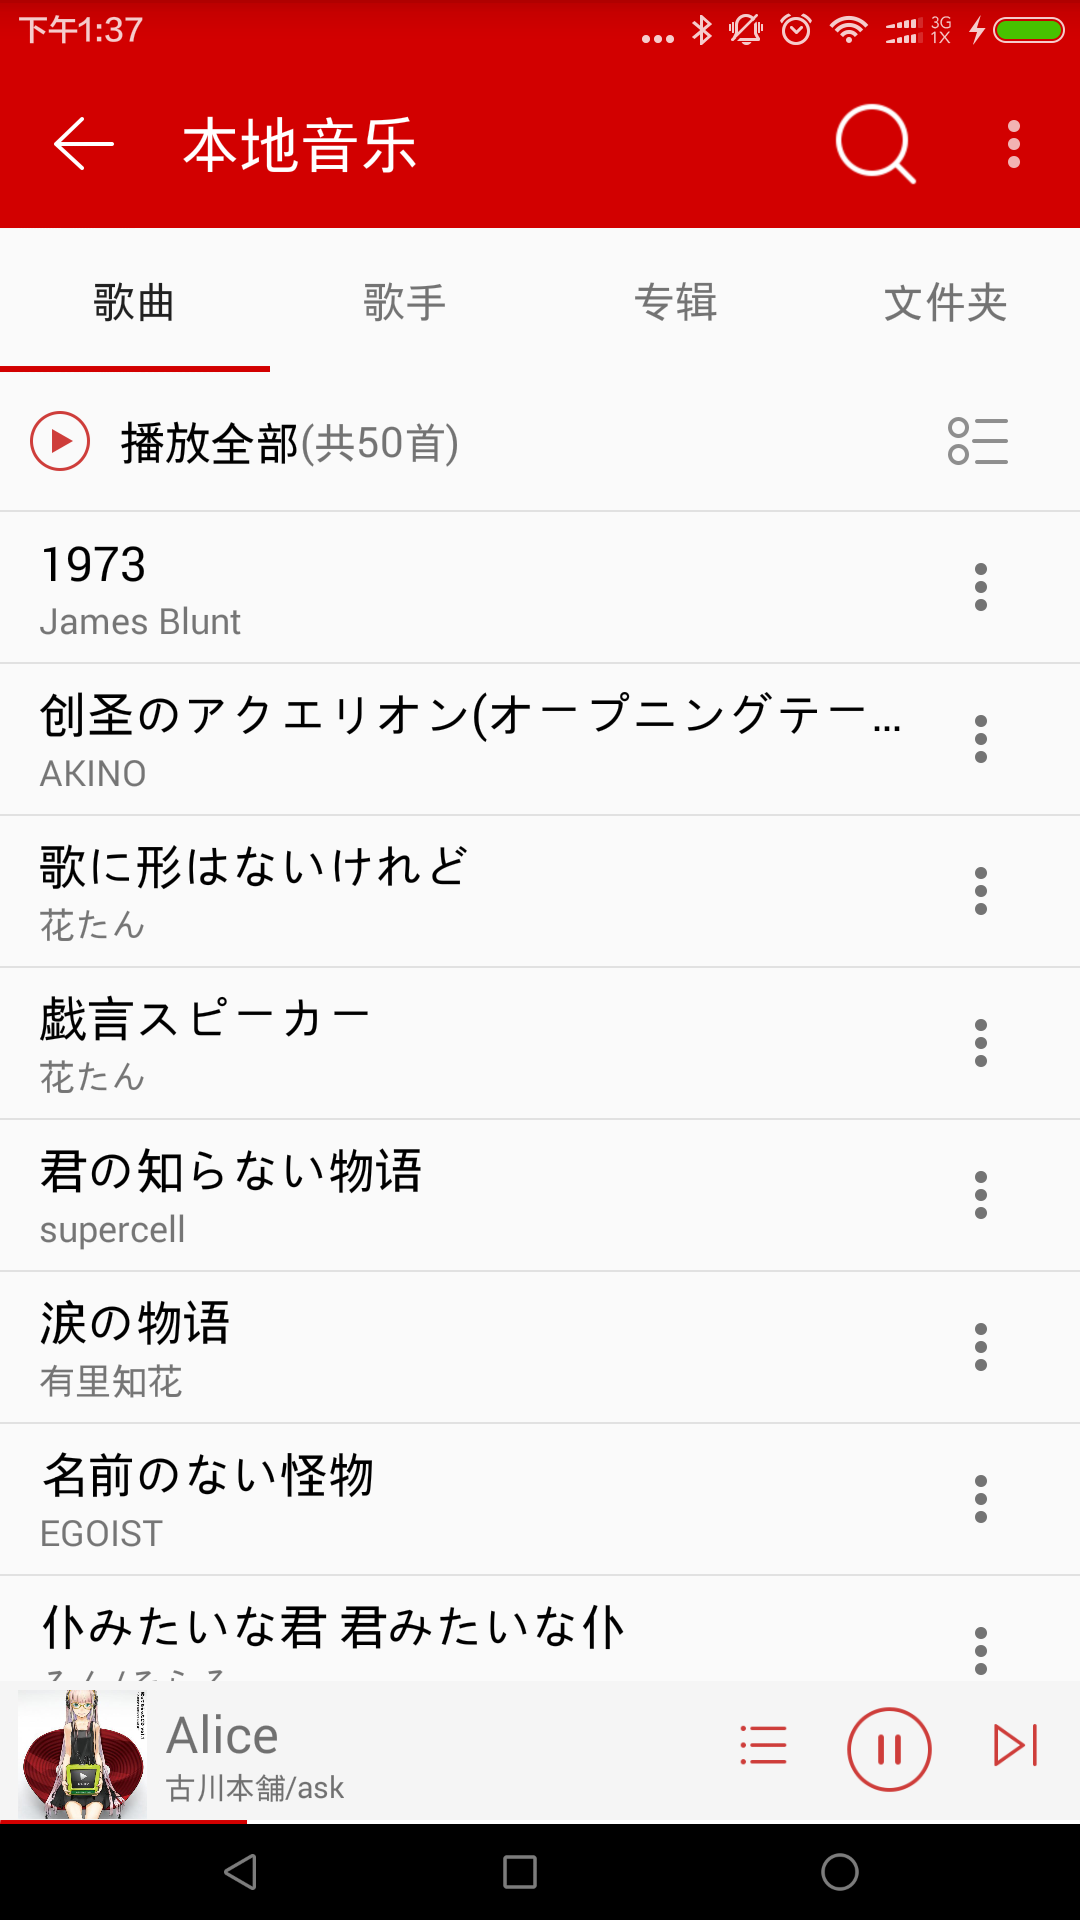 下午1:37
3G
1X
本地音乐
歌曲
歌手
专辑
文件夹
播放全部(共50首)
1973
James Blunt
创圣のアクエリオン(オープニングテー...
AKINO
歌に形はないけれど
花たん
戯言スピーカー
花たん
君の知らない物语
supercell
涙の物语
有里知花
名前のない怪物
EGOIST
仆みたいな君 君みたいな仆
Alice
古川本舗/ask